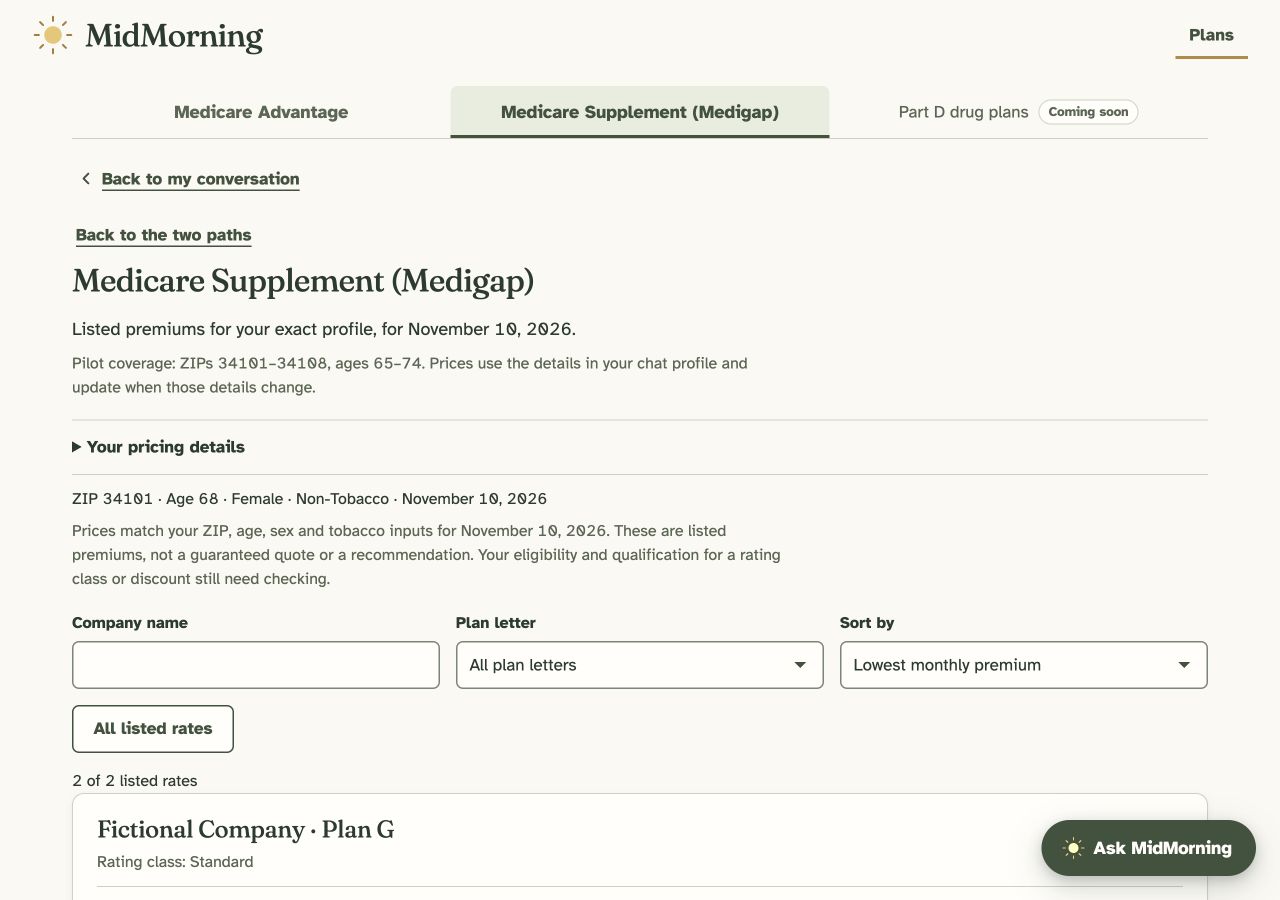 MidMorning
Plans
Medicare Advantage
Medicare Supplement (Medigap)
Part D drug plans
Coming soon
Back to my conversation
Back to the two paths
Medicare Supplement (Medigap)
Listed premiums for your exact profile, for November 10, 2026.
Pilot coverage: ZIPs 34101–34108, ages 65–74. Prices use the details in your chat profile and
update when those details change.
Your pricing details
ZIP 34101 · Age 68 · Female · Non-Tobacco · November 10, 2026
Prices match your ZIP, age, sex and tobacco inputs for November 10, 2026. These are listed
premiums, not a guaranteed quote or a recommendation. Your eligibility and qualification for a rating
class or discount still need checking.
Company name
Plan letter
Sort by
All plan letters
Lowest monthly premium
All listed rates
2 of 2 listed rates
Fictional Company · Plan G
Rating class: Standard
Ask MidMorning